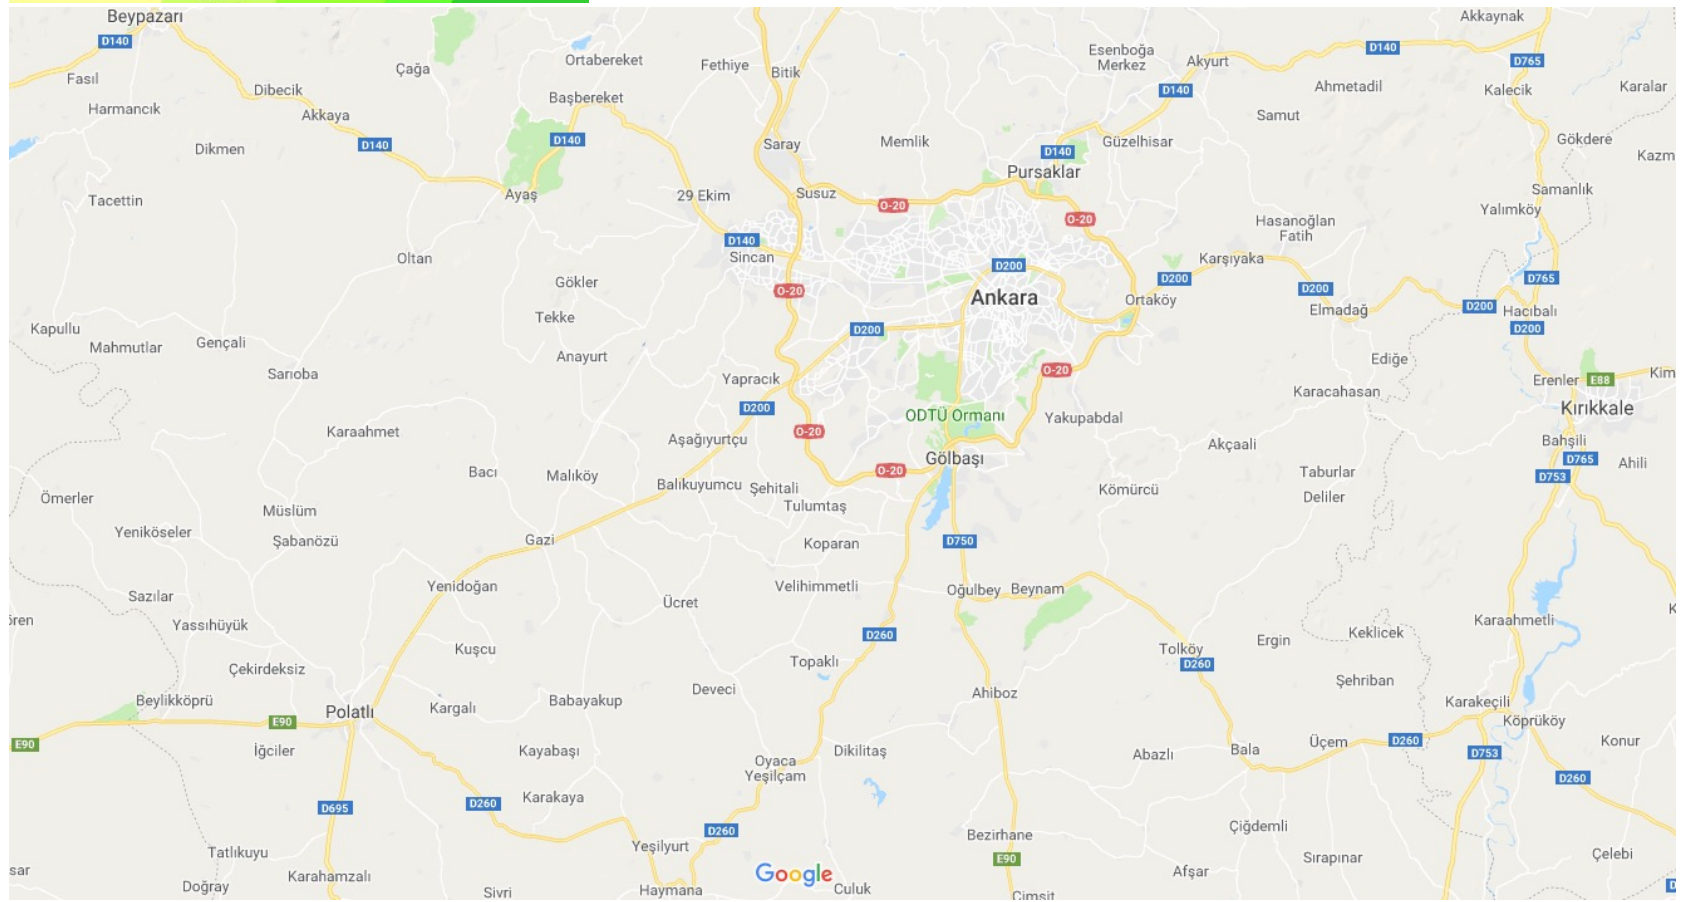 Beypazarı
Akkaynak
D140
Ortabereket
Fethiye
Bitik
Esenboğa
Merkez
Akyurt
D140
D765
Fasıl
Çağa
Dibecik
Başbereket
D140
Ahmetadil
Kalecik
Karalar
Harmancık
Akkaya
Samut
D140
D140
Saray
Memlik
D140
Güzelhisar
Gökdere
Dikmen
Kazm
Pursaklar
Ayaş
29 Ekim
Susuz
Samanlık
Tacettin
O-20
O-20
Yalımköy
Hasanoğlan
Fatih
D140
Sincan
Oltan
D200
Karşıyaka
Gökler
O-20
Ankara
Ortaköy
D200
D200
D765
Tekke
Elmadağ
D200
Hacıbalı
Kapullu
Mahmutlar
Gençali
D200
D200
Anayurt
Sarıoba
Yapracık
O-20
Ediğe
Erenler
E88
Kim
Karacahasan
D200
ODTÜ Ormanı
Yakupabdal
Kırıkkale
Karaahmet
Aşağıyurtçu
O-20
Akçaali
Bahşili
Bacı
Malıköy
O-20
Gölbaşı
D765
Ahili
Balıkuyumcu
Şehitali
Kömürcü
Taburlar
D753
Ömerler
Tulumtaş
Deliler
Müslüm
Yeniköseler
Şabanözü
Gazi
Koparan
D750
Yenidoğan
Velihimmetli
Oğulbey
Beynam
Sazılar
Ücret
ören
Yassıhüyük
D260
Karaahmetli
K
Kuşcu
Tolköy
Ergin
Keklicek
Çekirdeksiz
Topaklı
D260
Beylikköprü
Deveci
Ahiboz
Şehriban
Polatlı
Kargalı
Babayakup
Karakeçili
E90
Köprüköy
E90
İğciler
Kayabaşı
Dikilitaş
Abazlı
Bala
Üçem
D260
D753
Konur
Oyaca
Yeşilçam
D260
D695
D260
Karakaya
D260
Bezirhane
Çiğdemli
Tatlıkuyu
Yeşilyurt
E90
Sırapınar
Çelebi
sar
Karahamzalı
Google
Afşar
Doğray
Sivri
Haymana
Culuk
Çimşit
D